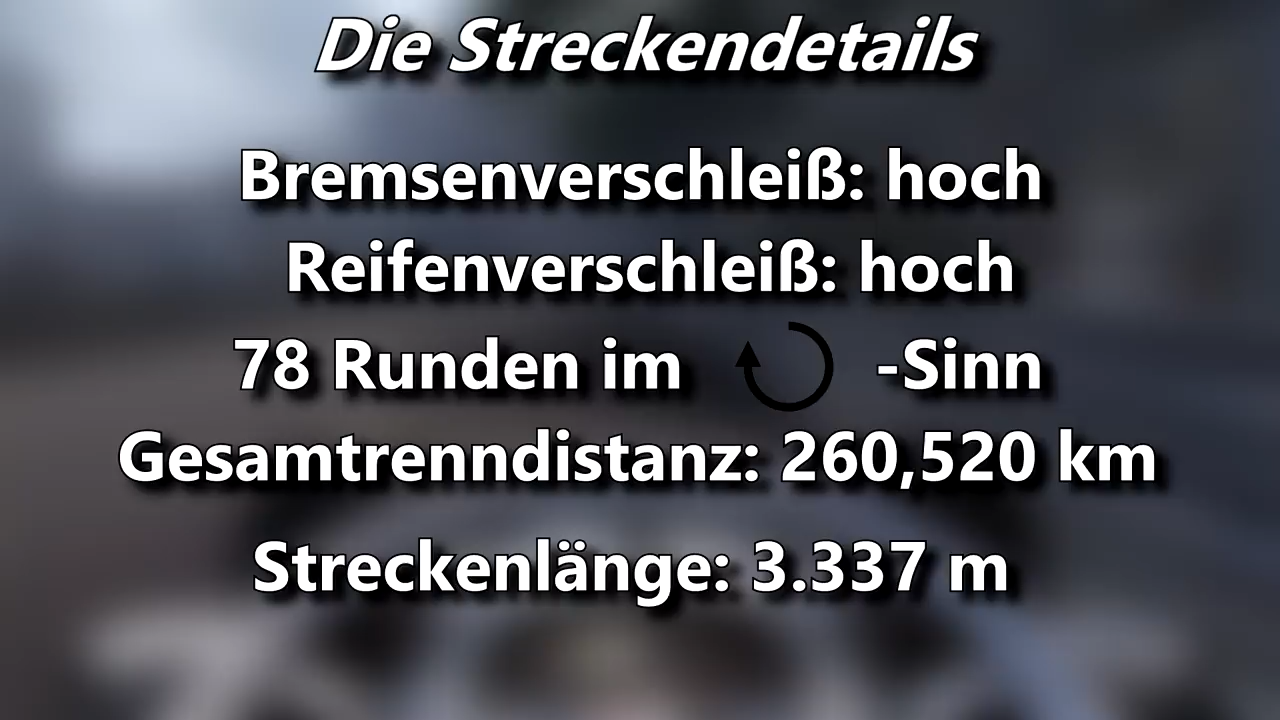 Die Streckendetails
Bremsenverschleiß: hoch
Reifenverschleiß: hoch
78 Runden im -Sinn
Gesamtrenndistanz: 260,520 km
Streckenlänge: 3.337 m